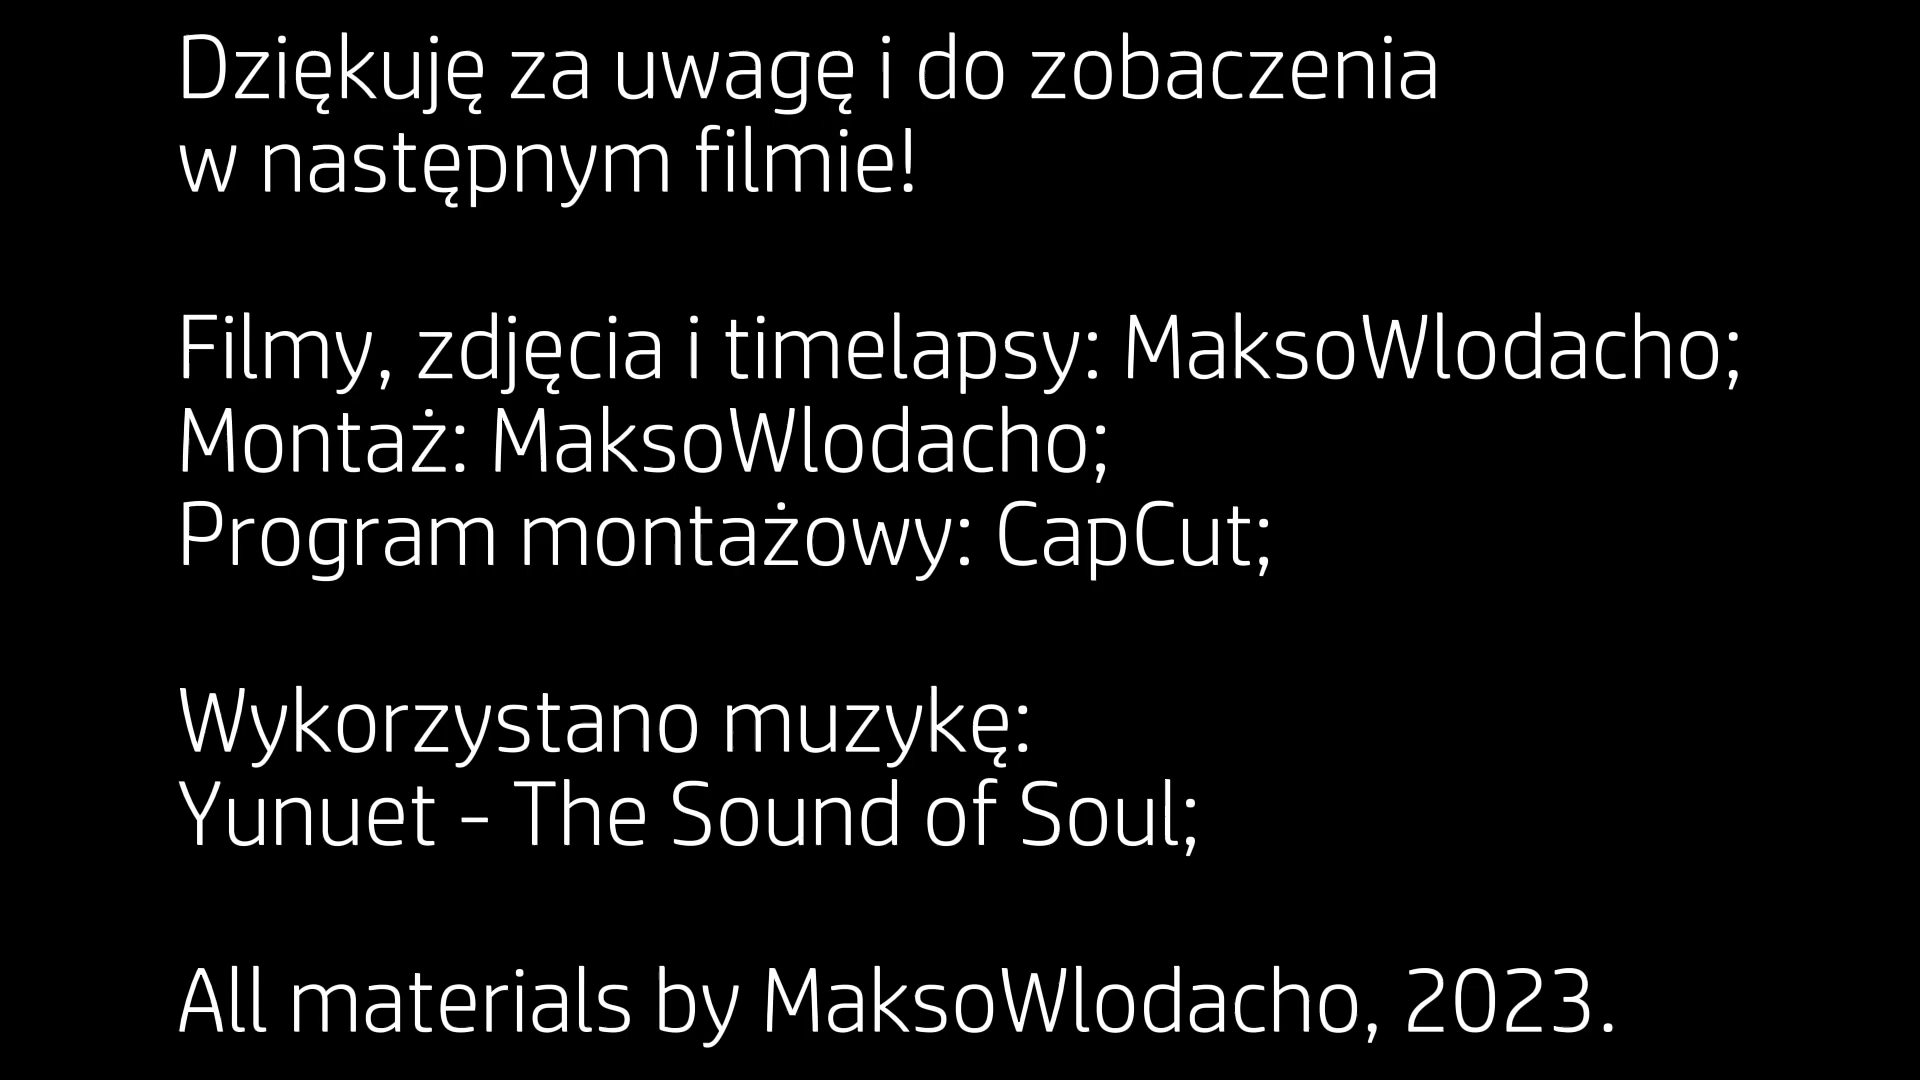 Dziękuję za uwagę i do zobaczenia
w następnym filmie!
Filmy, zdjęcia i timelapsy: MaksoWlodacho;
Montaż: MaksoWlodacho;
Program montażowy: CapCut;
Wykorzystano muzykę:
Yunuet - The Sound of Soul;
All materials by MaksoWlodacho, 2023.